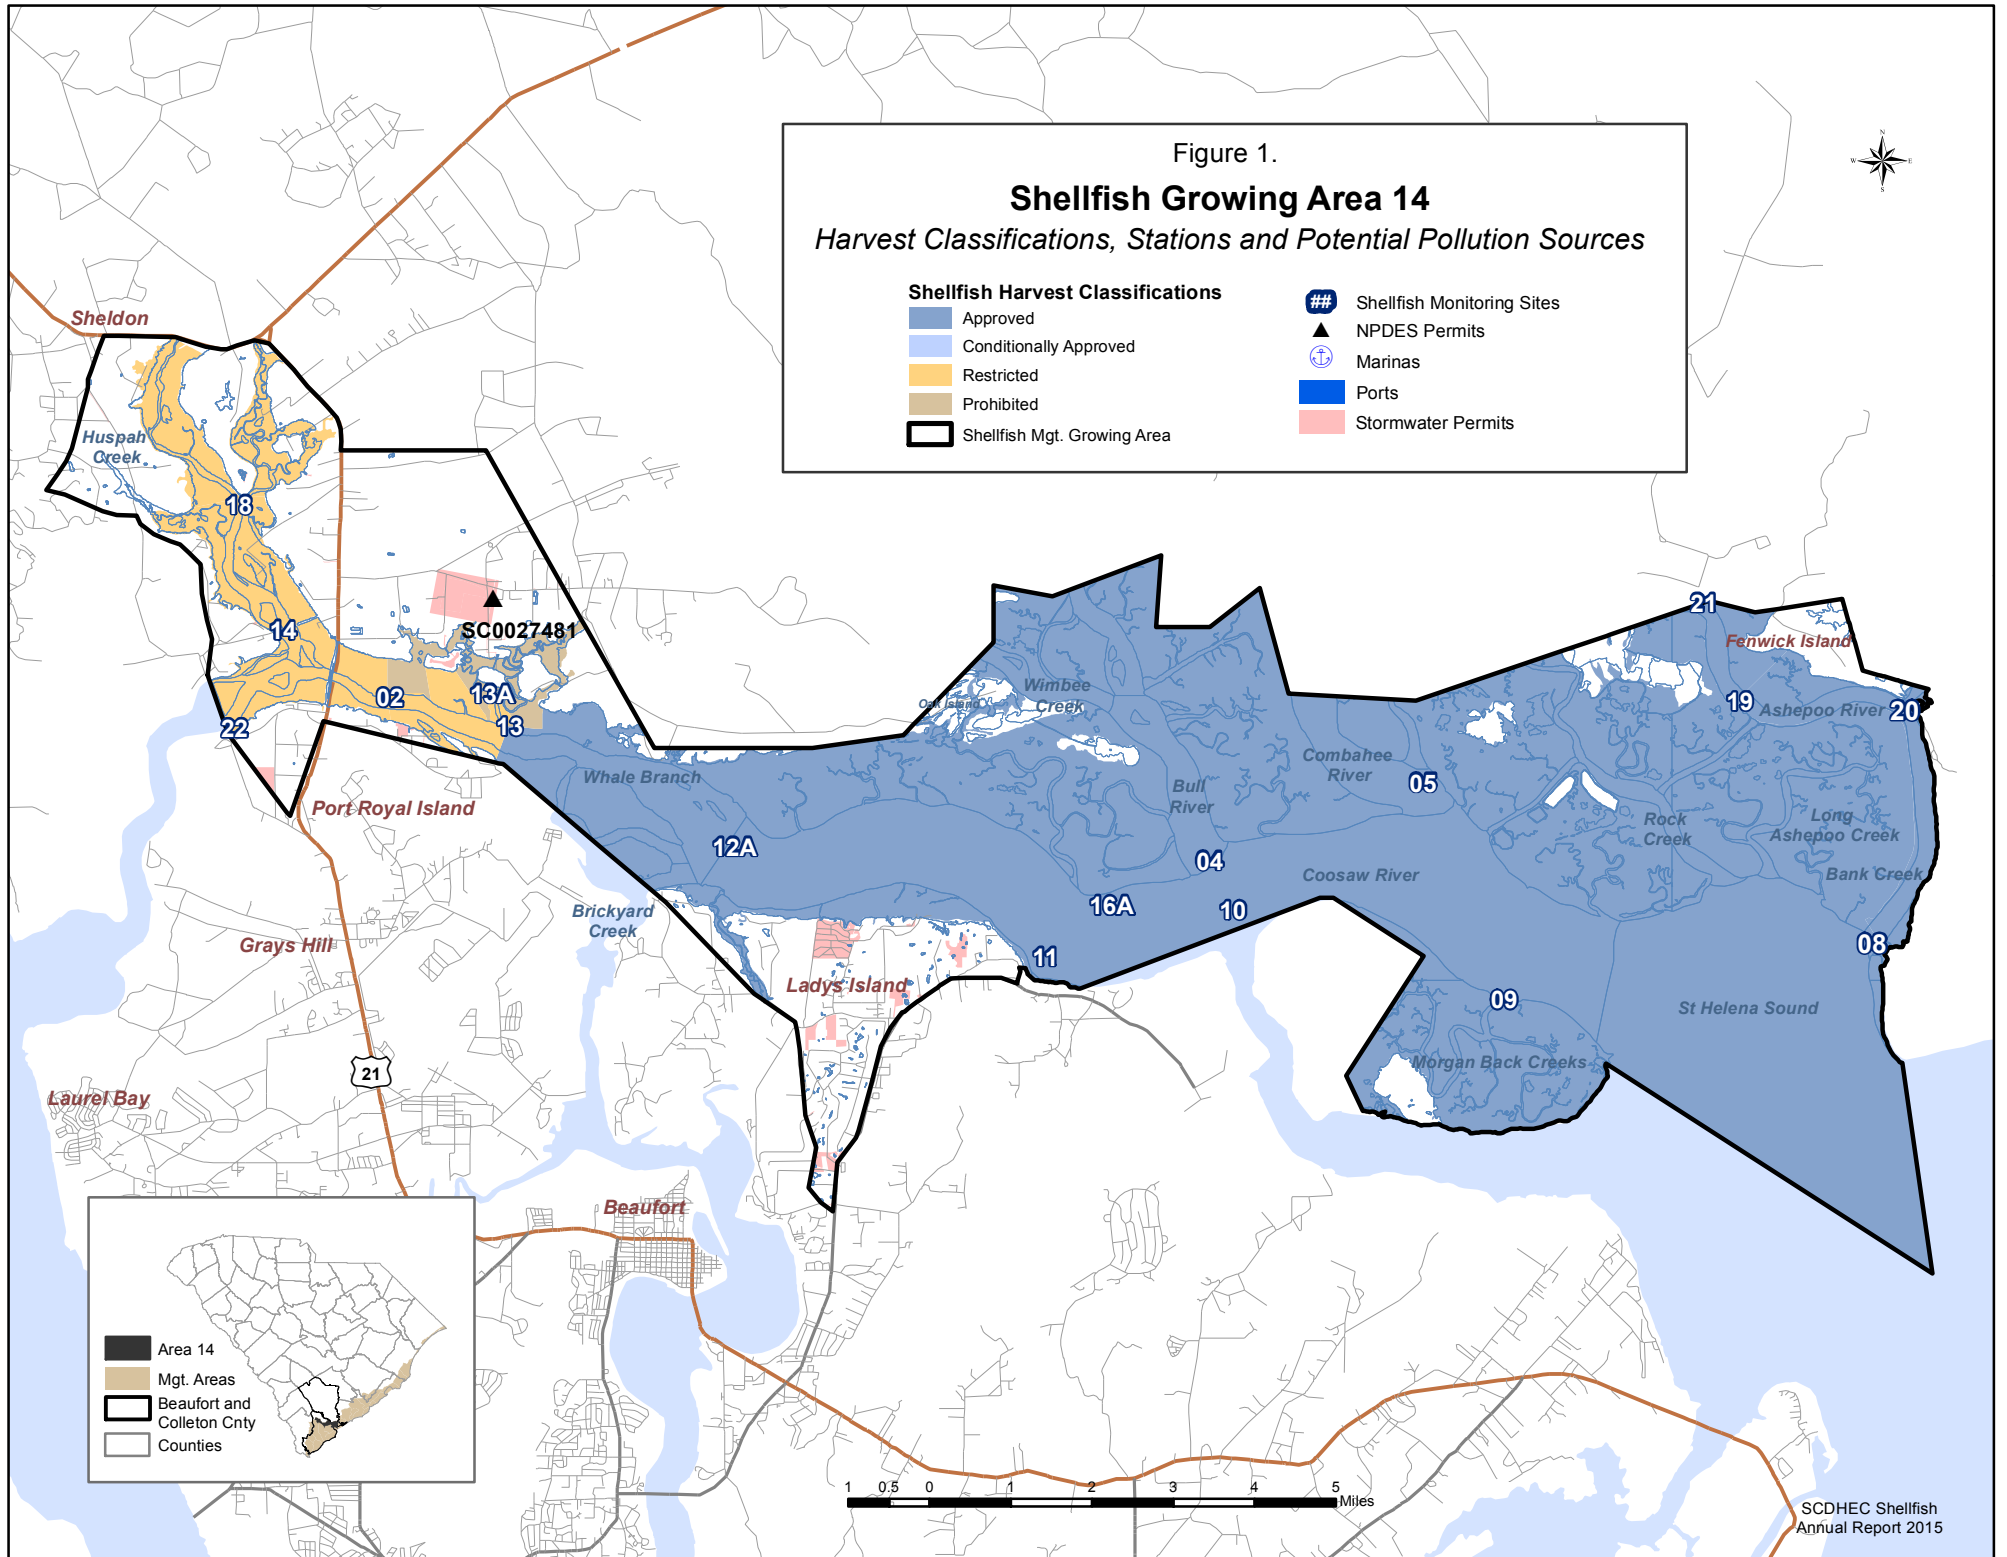 Figure 1.
Shellfish Growing Area 14
Harvest Classifications, Stations and Potential Pollution Sources
Shellfish Harvest Classifications
Approved
Conditionally Approved
Restricted
Prohibited
Shellfish Mgt. Growing Area
## Shellfish Monitoring Sites
NPDES Permits
Marinas
Ports
Stormwater Permits
N
W E
S
Sheldon
Huspah
Creek
18
14
SC0027481
02
13A
13
22
Port Royal Island
Whale Branch
12A
Brickyard
Creek
Grays Hill
Ladys Island
11
21
Laurel Bay
Beaufort
Oak Island
Wimbee
Creek
Bull
River
Combahee
River
05
04
16A
10
Coosaw River
21
Fenwick Island
19
Ashepoo River
20
Rock
Creek
Long
Ashepoo Creek
Bank Creek
08
09
St Helena Sound
Morgan Back Creeks
Area 14
Mgt. Areas
Beaufort and
Colleton Cnty
Counties
1 0.5 0 1 2 3 4 5
Miles
SCDHEC Shellfish
Annual Report 2015